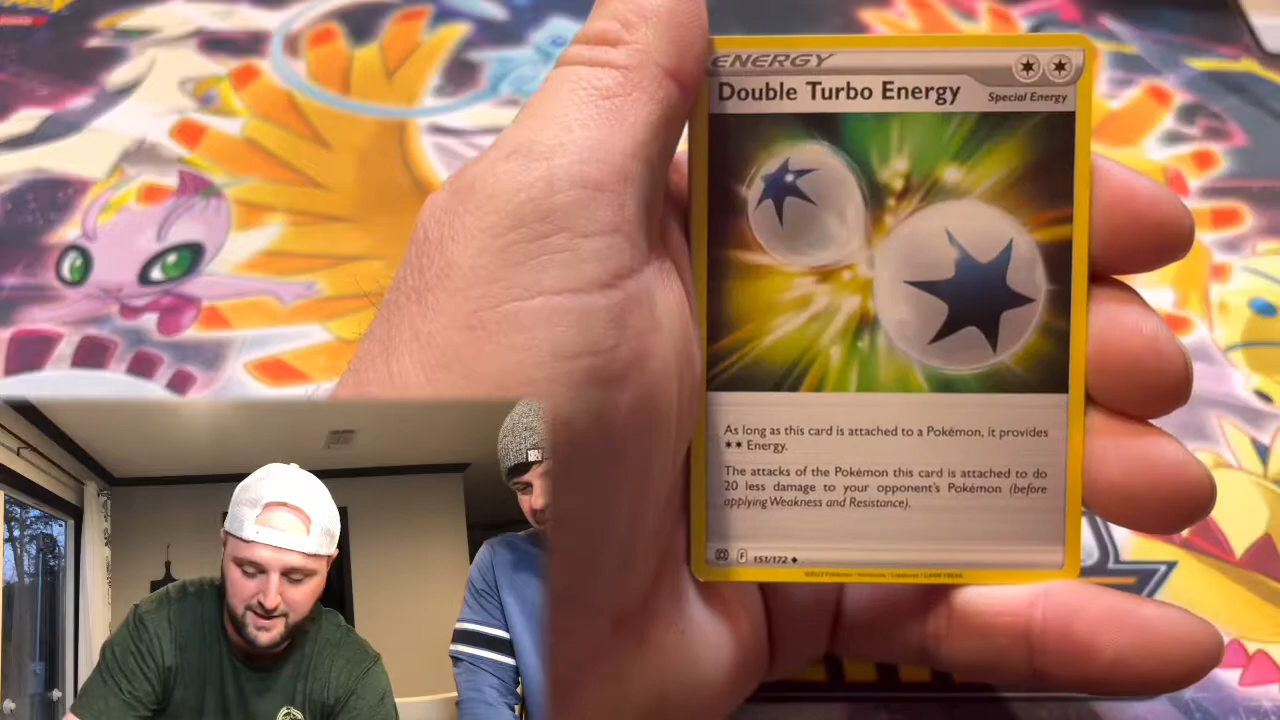 ENERGY
Double Turbo Energy
Special Energy
As long as this card is attached to a Pokémon, it provides
Energy.
The attacks of the Pokémon this card is attached to do
20 less damage to your opponent's Pokémon (before
applying Weakness and Resistance).
F 151/172